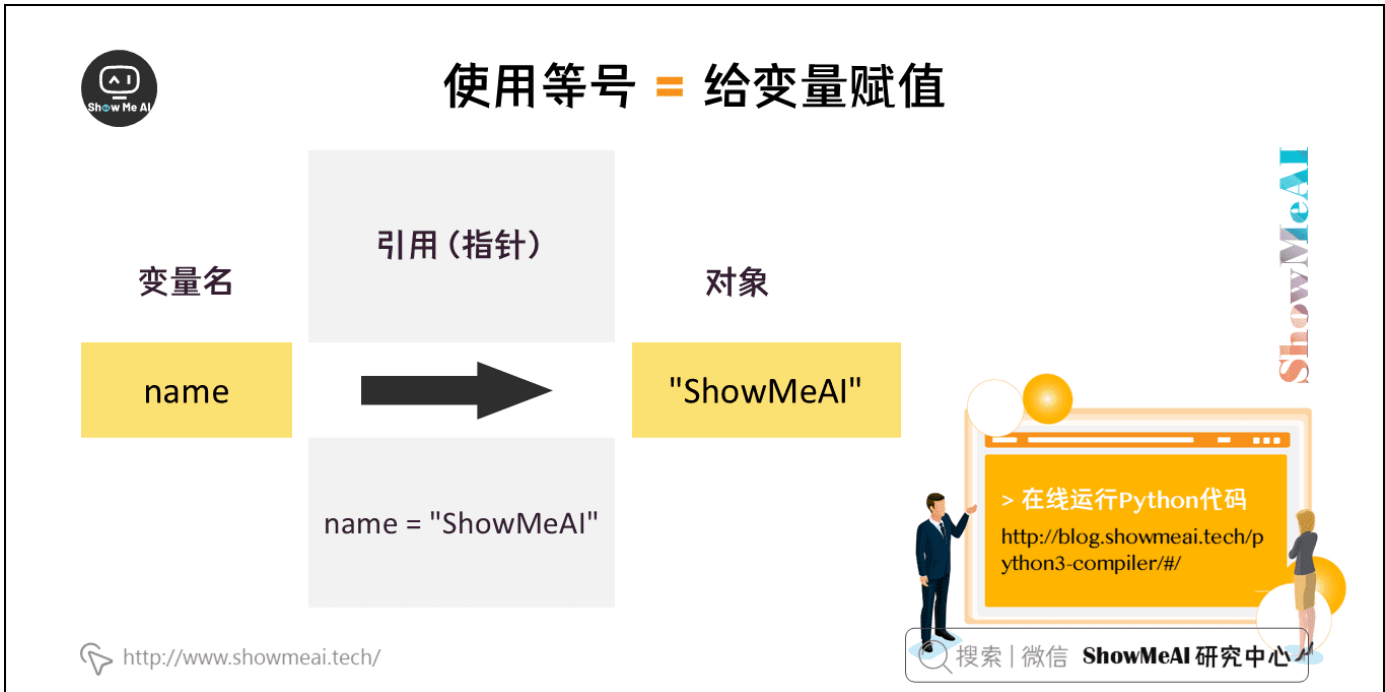 Show Me AI
使用等号 = 给变量赋值
ShowMeAI
引用（指针）
变量名
对象
name
"ShowMeAI"
name = "ShowMeAI"
> 在线运行Python代码
http://blog.showmeai.tech/p
ython3-compiler/#/
http://www.showmeai.tech/
搜索 | 微信 ShowMeAI 研究中心